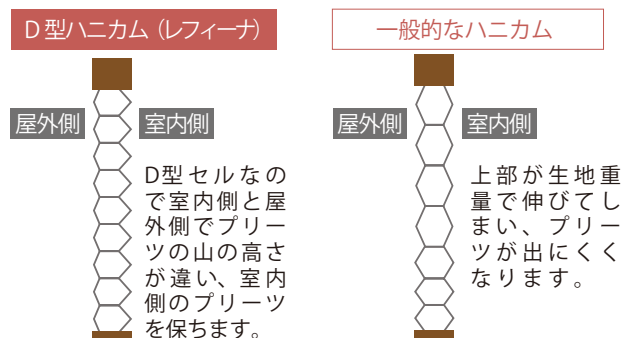 D型ハニカム（レフィーナ）
屋外側
室内側
D型セルなの
で室内側と屋
外側でプリー
ツの山の高さ
が違い、室内
側のプリーツ
を保ちます。
一般的なハニカム
屋外側
室内側
上部が生地重
量で伸びてし
まい、プリー
ツが出にくく
なります。